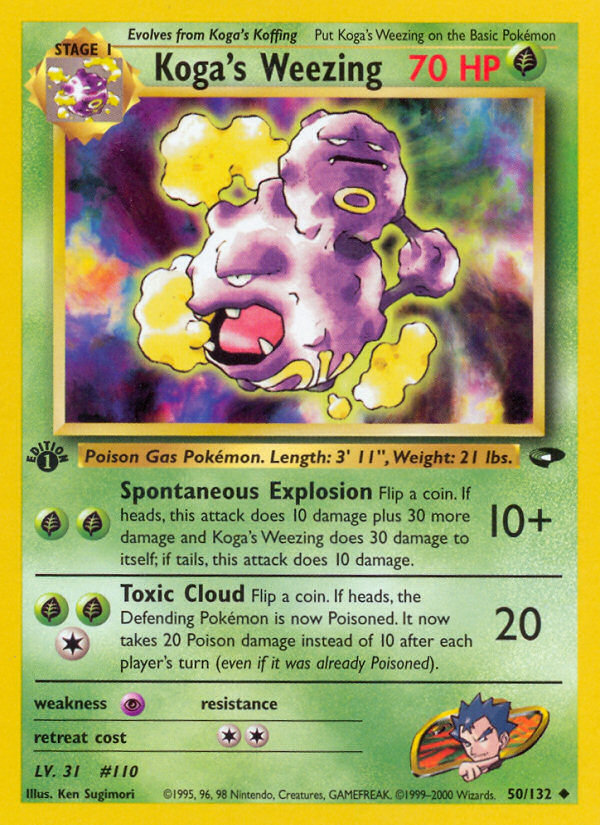 Evolves from Koga's Koffing Put Koga's Weezing on the Basic Pokémon
STAGE 1
Koga's Weezing 70 HP
EDITION
1
Poison Gas Pokémon. Length: 3' 11", Weight: 21 lbs.
Spontaneous Explosion Flip a coin. If
heads, this attack does 10 damage plus 30 more
damage and Koga's Weezing does 30 damage to
itself; if tails, this attack does 10 damage.
10+
Toxic Cloud Flip a coin. If heads, the
Defending Pokémon is now Poisoned. It now
takes 20 Poison damage instead of 10 after each
player's turn (even if it was already Poisoned).
20
weakness resistance
retreat cost
LV. 31 #110
Illus. Ken Sugimori ©1995, 96, 98 Nintendo, Creatures, GAMEFREAK. ©1999-2000 Wizards. 50/132